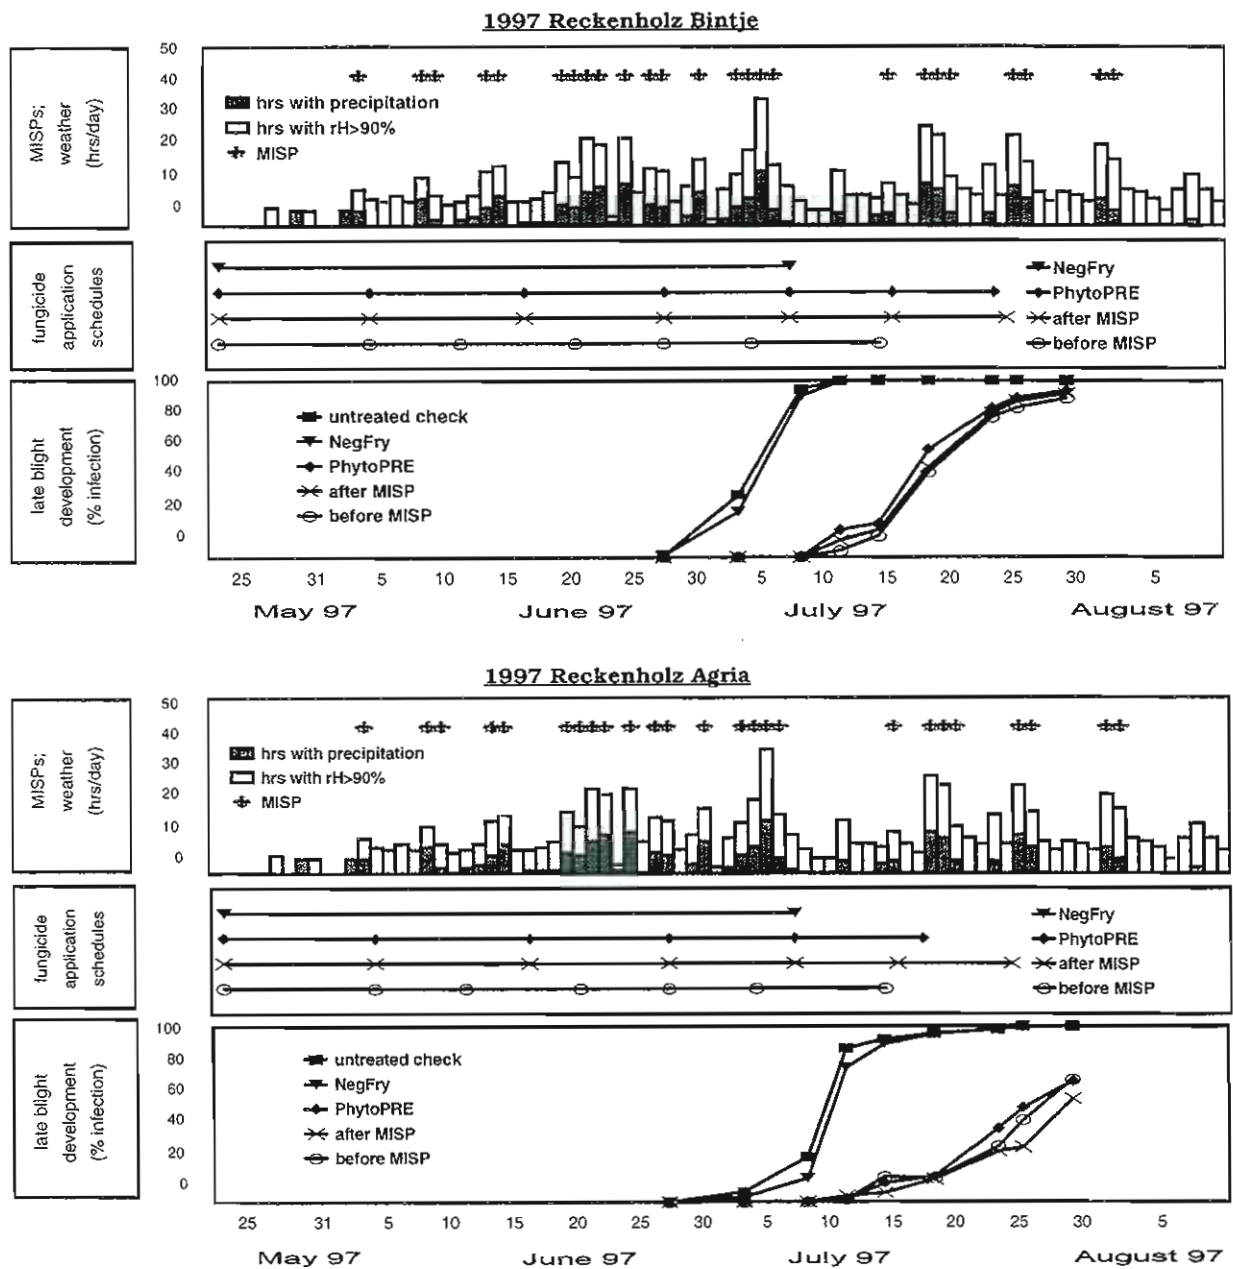 1997 Reckenholz Bintje
MISPs;
weather
(hrs/day)
50
40
30
20
10
0
hrs with precipitation
hrs with rH>90%
MISP
fungicide
application
schedules
NegFry
PhytoPRE
after MISP
before MISP
late blight
development
(% infection)
100
80
60
40
20
0
untreated check
NegFry
PhytoPRE
after MISP
before MISP
25 31 5 10 15 20 25 30 5 10 15 20 25 30 5
May 97 June 97 July 97 August 97
1997 Reckenholz Agria
MISPs;
weather
(hrs/day)
50
40
30
20
10
0
hrs with precipitation
hrs with rH>90%
MISP
fungicide
application
schedules
NegFry
PhytoPRE
after MISP
before MISP
late blight
development
(% infection)
100
80
60
40
20
0
untreated check
NegFry
PhytoPRE
after MISP
before MISP
25 31 5 10 15 20 25 30 5 10 15 20 25 30 5
May 97 June 97 July 97 August 97